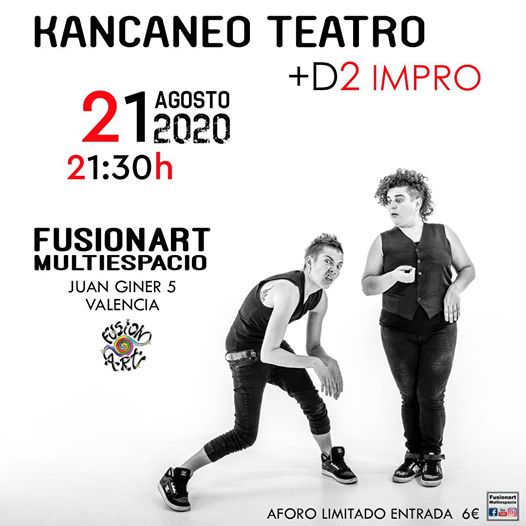 KANCANEO TEATRO
+D2 IMPRO
21 AGOSTO
2020
21:30h
FUSIONART
MULTIESPACIO
JUAN GINER 5
VALENCIA
FUSION
ART
AFORO LIMITADO ENTRADA 6€
Fusionart
Multiespacio